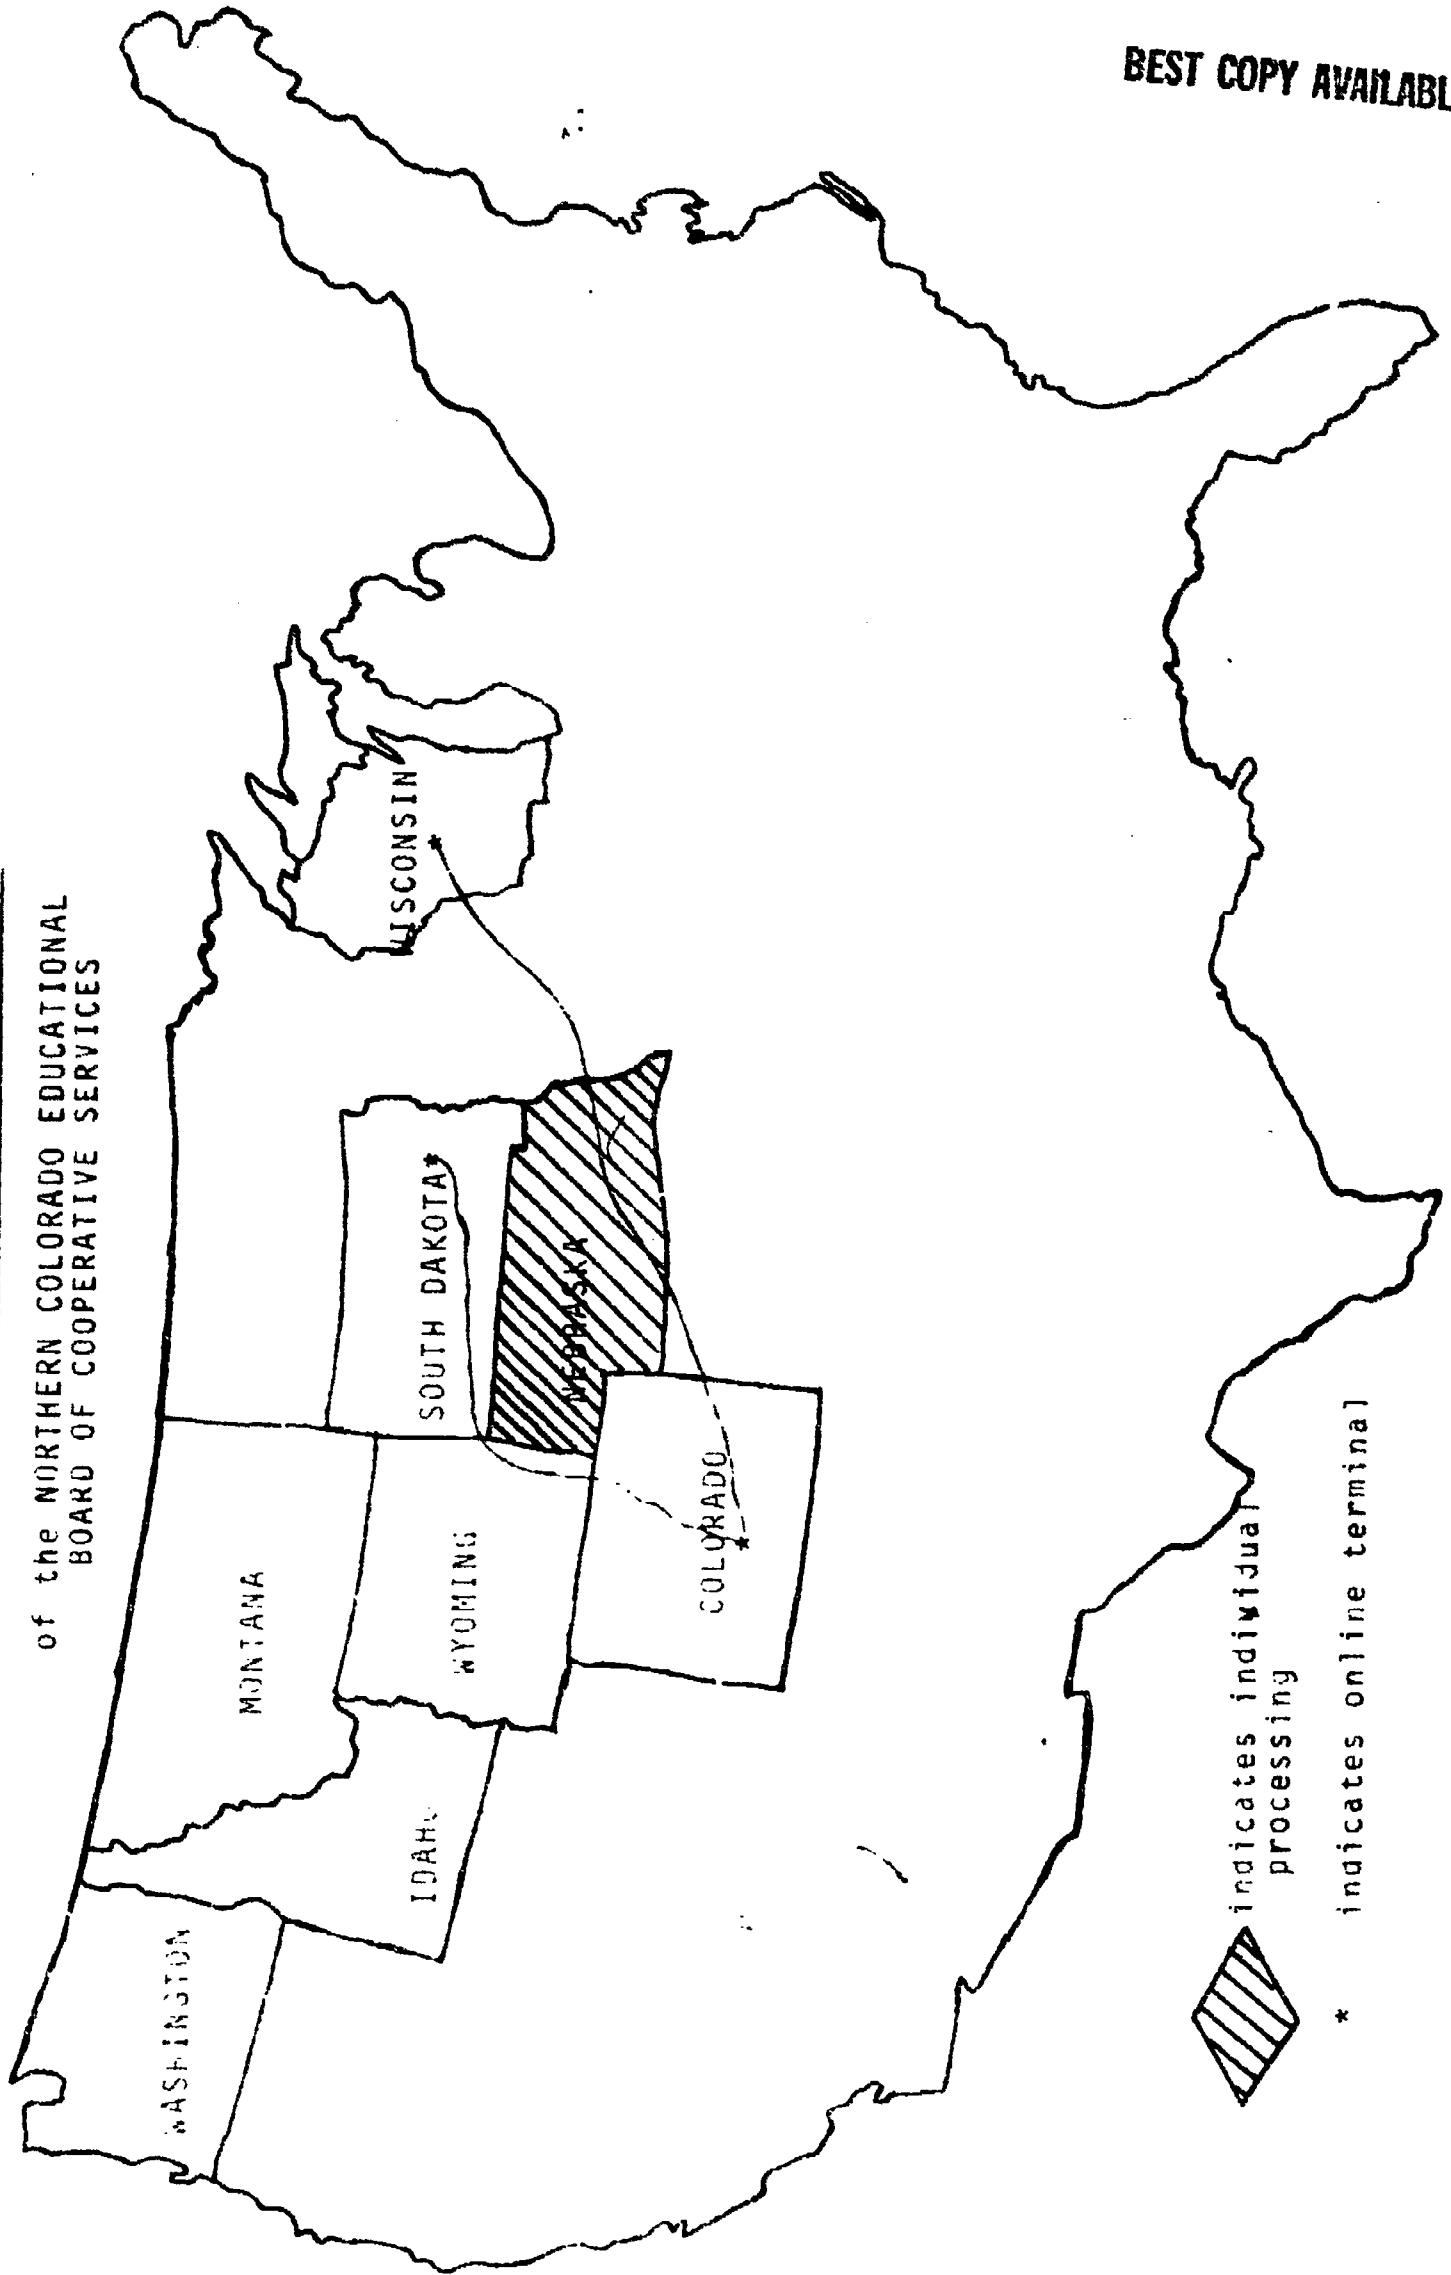 of the NORTHERN COLORADO EDUCATIONAL
BOARD OF COOPERATIVE SERVICES
WASHINGTON
MONTANA
IDAHO
WYOMING
SOUTH DAKOTA*
NEBRASKA
COLORADO
*
WISCONSIN
*
indicates individual
processing
* indicates online terminal
BEST COPY AVAILABL